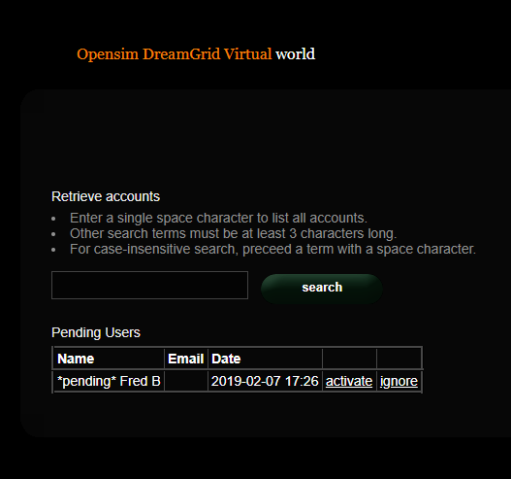 Opensim DreamGrid Virtual world
Retrieve accounts
• Enter a single space character to list all accounts.
• Other search terms must be at least 3 characters long.
• For case-insensitive search, preceed a term with a space character.
search
Pending Users
Name Email Date
*pending* Fred B 2019-02-07 17:26 activate ignore